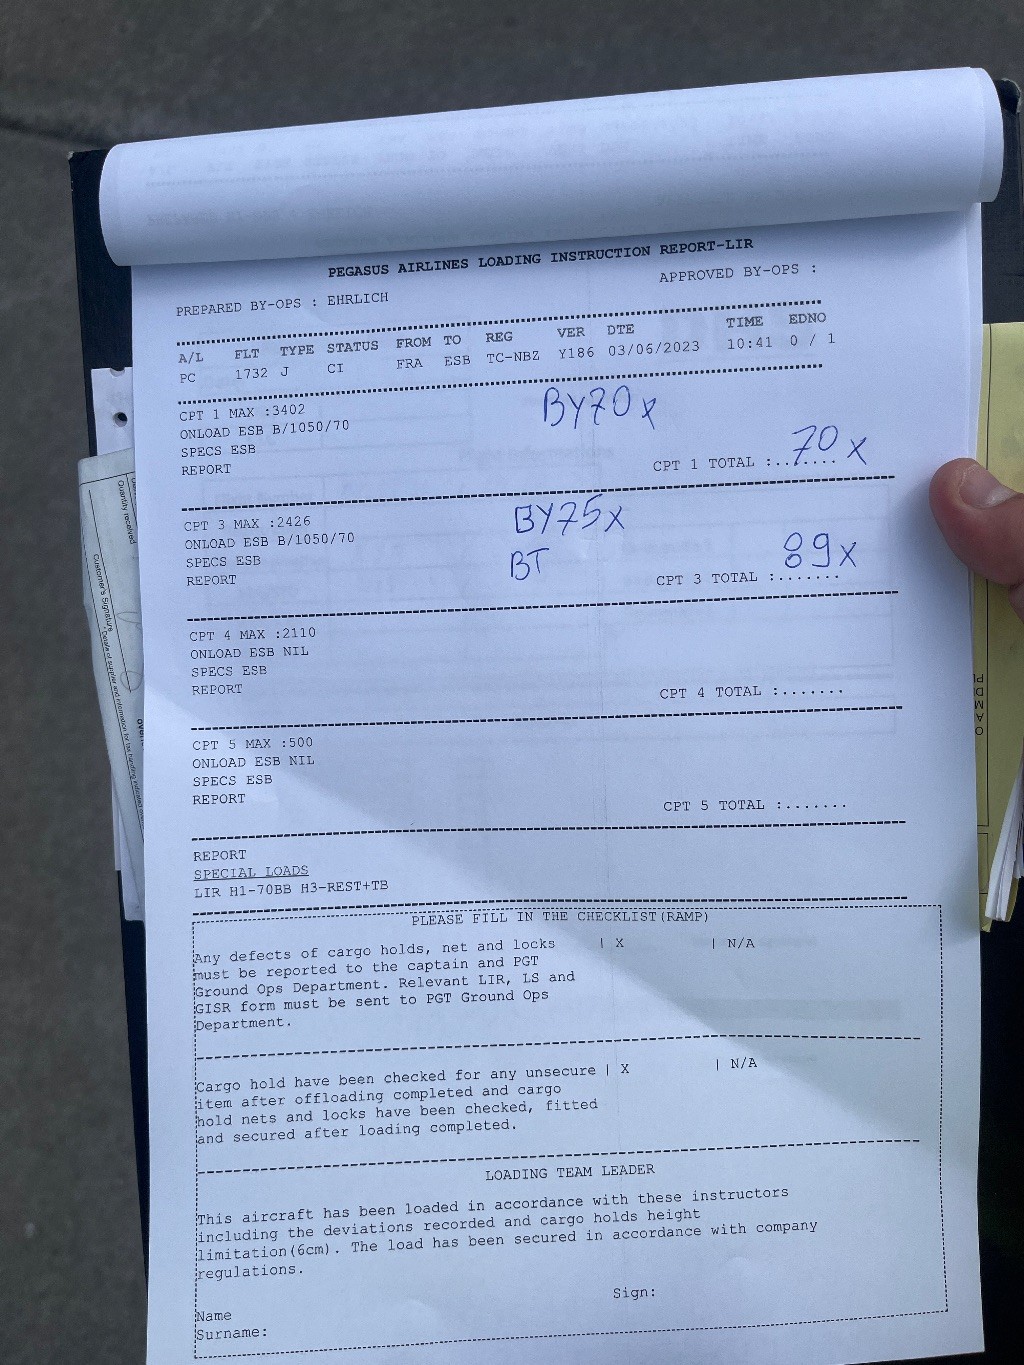 PEGASUS AIRLINES LOADING INSTRUCTION REPORT-LIR
PREPARED BY-OPS : EHRLICH APPROVED BY-OPS :
A/L FLT TYPE STATUS FROM TO REG VER DTE TIME EDNO
PC 1732 J CI FRA ESB TC-NBZ Y186 03/06/2023 10:41 0 / 1
CPT 1 MAX :3402 BY70x
ONLOAD ESB B/1050/70
SPECS ESB
REPORT CPT 1 TOTAL :....... 70x
CPT 3 MAX :2426 BY75x
ONLOAD ESB B/1050/70
SPECS ESB BT
REPORT CPT 3 TOTAL :....... 89x
CPT 4 MAX :2110
ONLOAD ESB NIL
SPECS ESB
REPORT CPT 4 TOTAL :.......
CPT 5 MAX :500
ONLOAD ESB NIL
SPECS ESB
REPORT CPT 5 TOTAL :.......
REPORT
SPECIAL LOADS
LIR H1-70BB H3-REST+TB
PLEASE FILL IN THE CHECKLIST(RAMP)
Any defects of cargo holds, net and locks | X | N/A
must be reported to the captain and PGT
Ground Ops Department. Relevant LIR, LS and
GISR form must be sent to PGT Ground Ops
Department.
Cargo hold have been checked for any unsecure | X | N/A
item after offloading completed and cargo
hold nets and locks have been checked, fitted
and secured after loading completed.
LOADING TEAM LEADER
This aircraft has been loaded in accordance with these instructors
including the deviations recorded and cargo holds height
limitation(6cm). The load has been secured in accordance with company
regulations.
Sign:
Name
Surname:
Quantity received
Customer's Signature